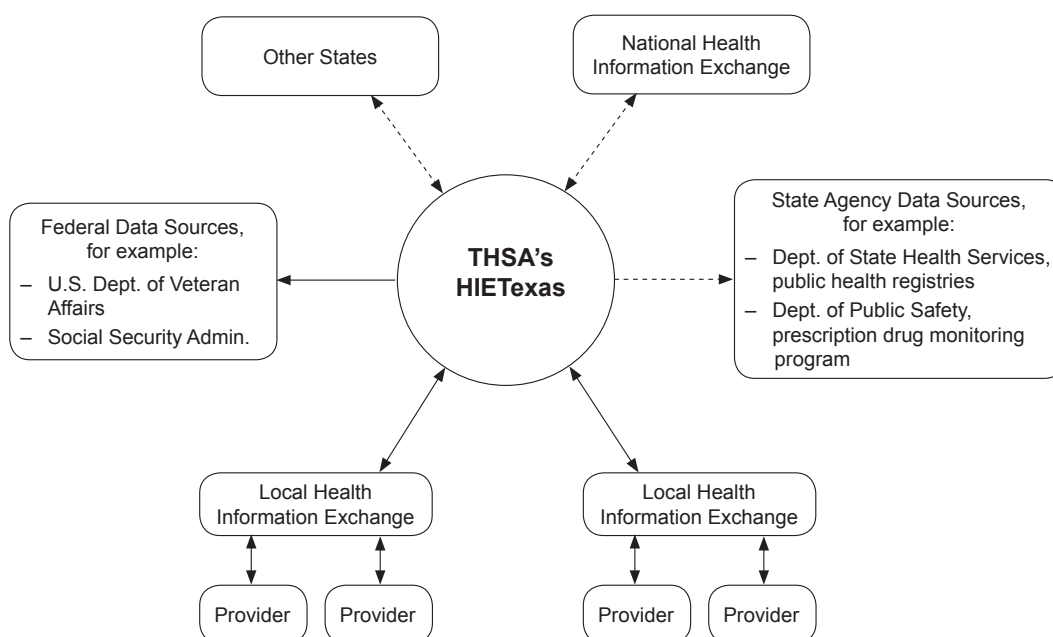 Other States
National Health
Information Exchange
Federal Data Sources,
for example:
– U.S. Dept. of Veteran
Affairs
– Social Security Admin.
THSA’s
HIETexas
State Agency Data Sources,
for example:
– Dept. of State Health Services,
public health registries
– Dept. of Public Safety,
prescription drug monitoring
program
Local Health
Information Exchange
Local Health
Information Exchange
Provider
Provider
Provider
Provider